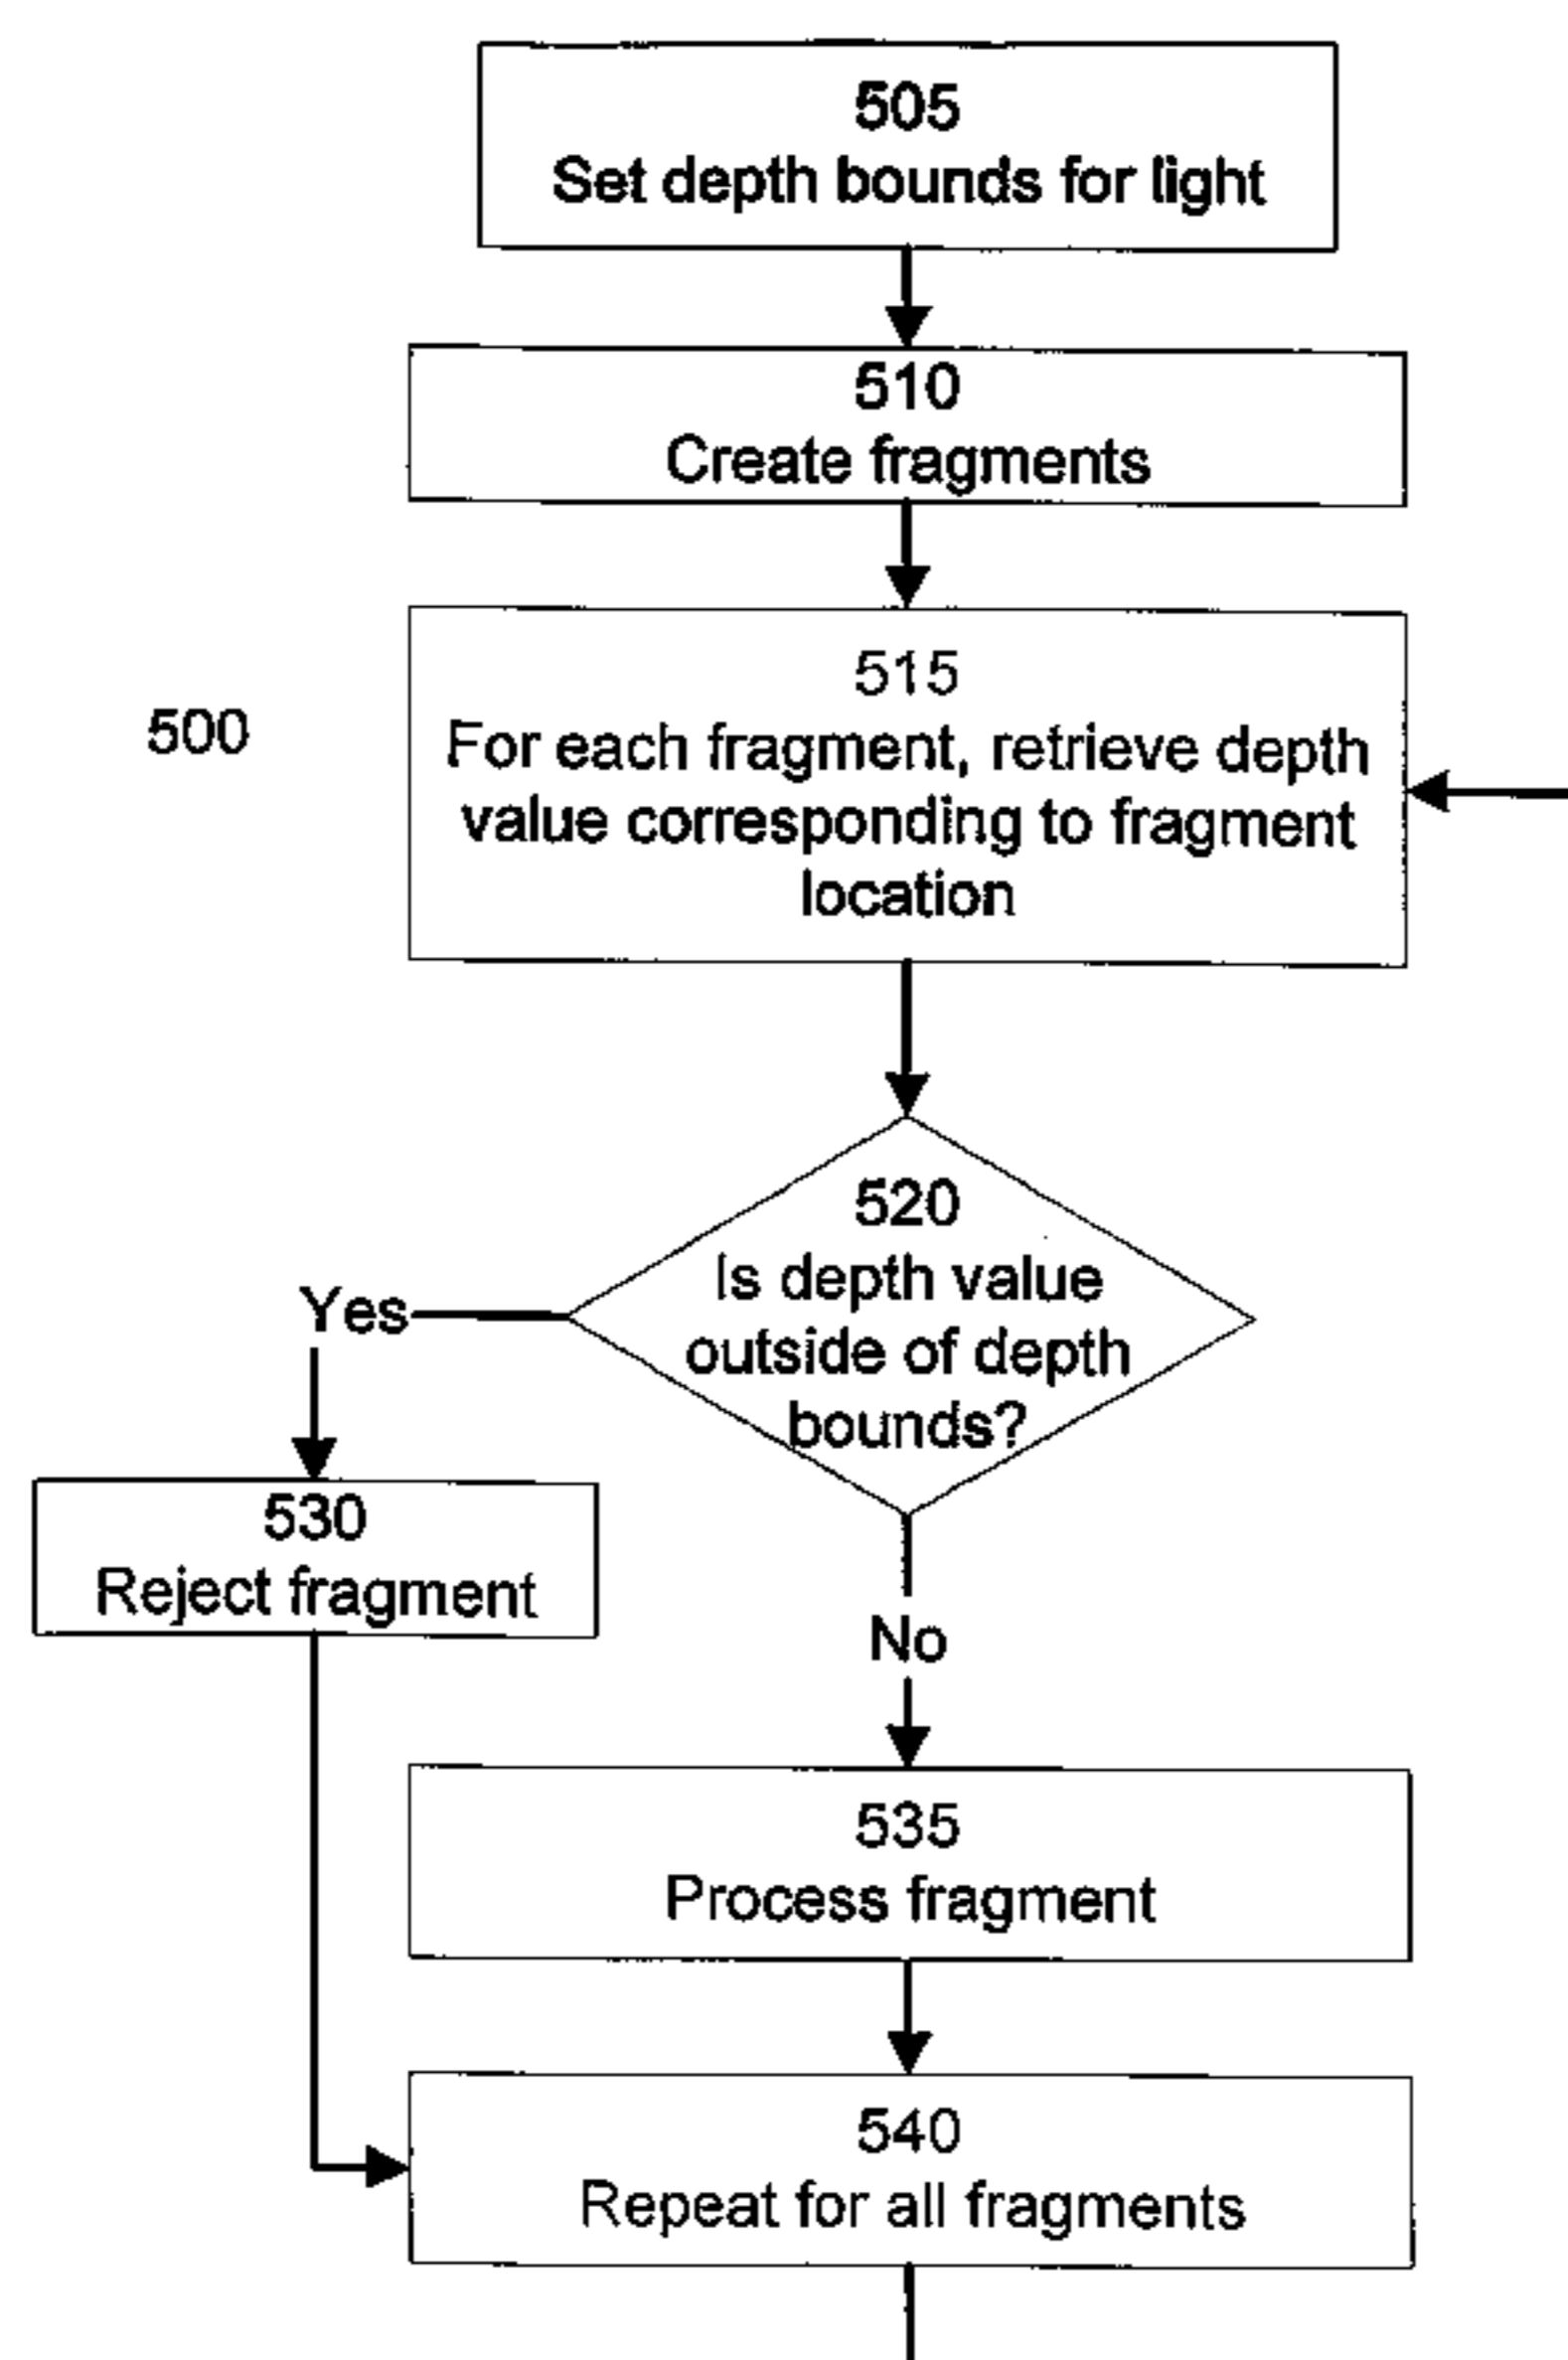 505
Set depth bounds for light
510
Create fragments
500
515
For each fragment, retrieve depth
value corresponding to fragment
location
520
Is depth value
outside of depth
bounds?
Yes
530
Reject fragment
No
535
Process fragment
540
Repeat for all fragments